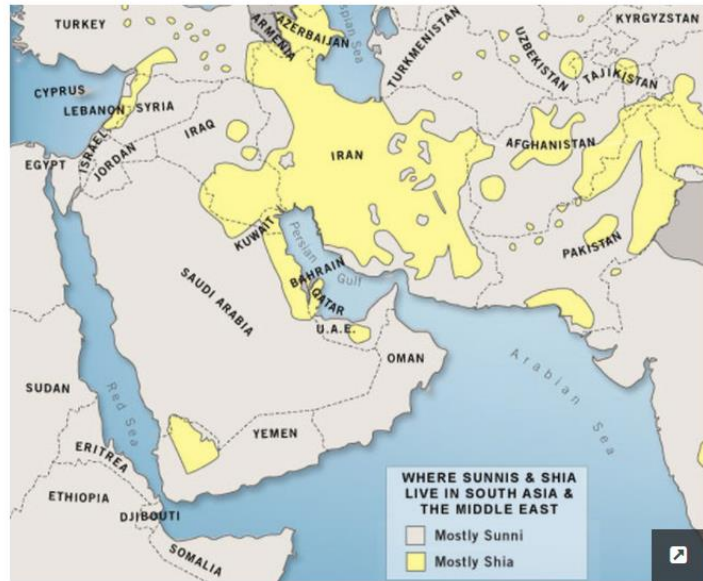 TURKEY
ARMENIA
AZERBAIJAN
spian Sea
TURKMENISTAN
UZBEKISTAN
KYRGYZSTAN
TAJIKISTAN
CYPRUS
LEBANON
SYRIA
ISRAEL
JORDAN
IRAQ
IRAN
AFGHANISTAN
EGYPT
KUWAIT
Persian
Gulf
BAHRAIN
QATAR
PAKISTAN
SAUDI ARABIA
U.A.E.
OMAN
Arabian Sea
SUDAN
Red Sea
YEMEN
ERITREA
ETHIOPIA
DJIBOUTI
SOMALIA
WHERE SUNNIS & SHIA
LIVE IN SOUTH ASIA &
THE MIDDLE EAST
Mostly Sunni
Mostly Shia